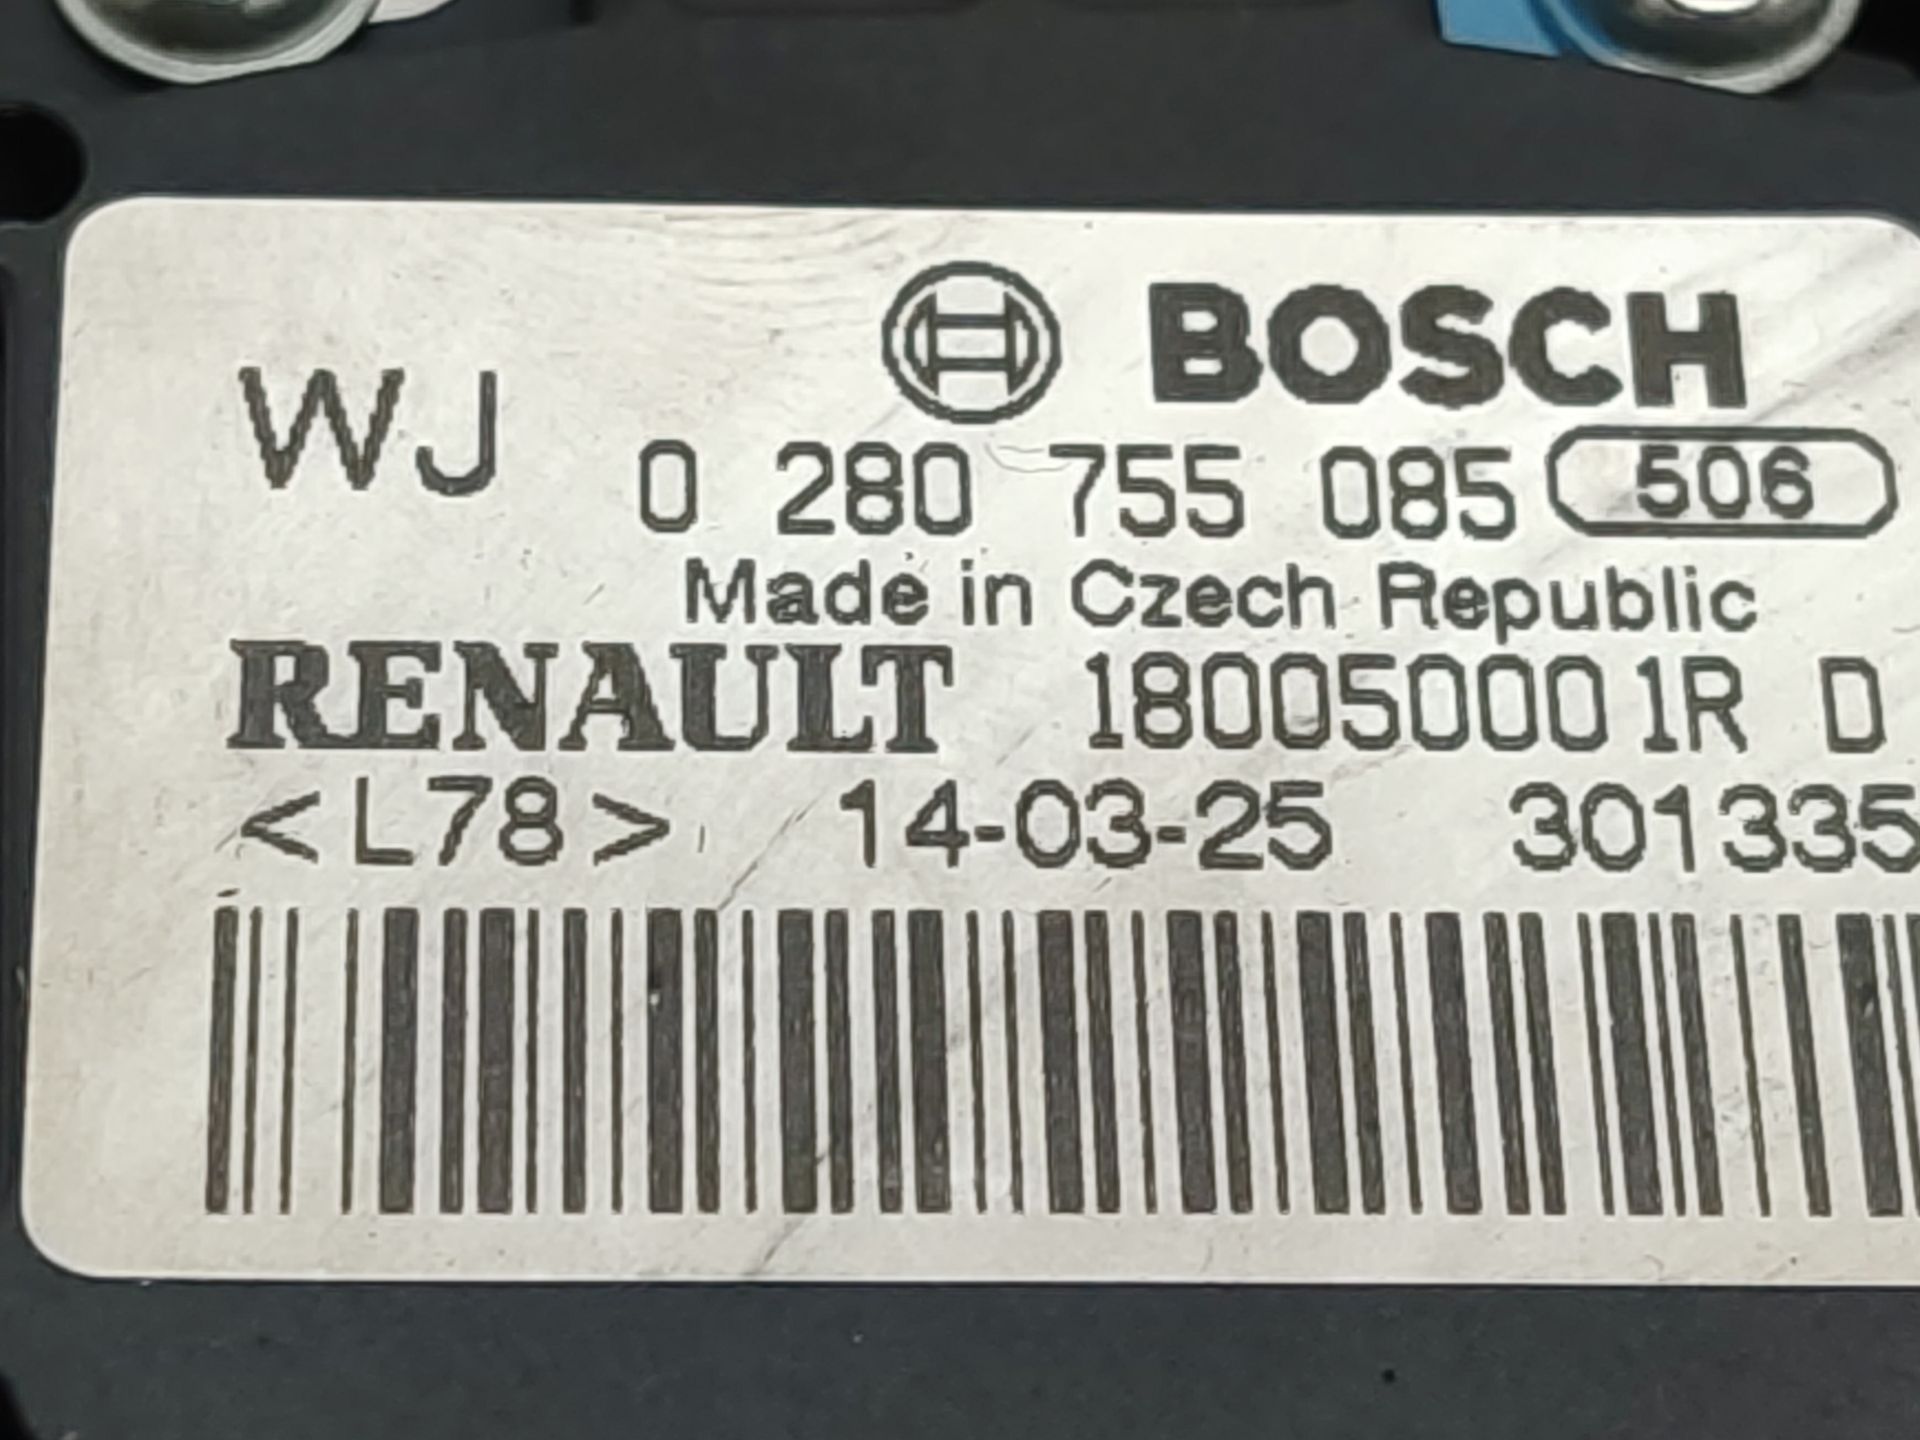 BOSCH
WJ 0 280 755 085 506
Made in Czech Republic
RENAULT 180050001R D
<L78> 14-03-25 301335